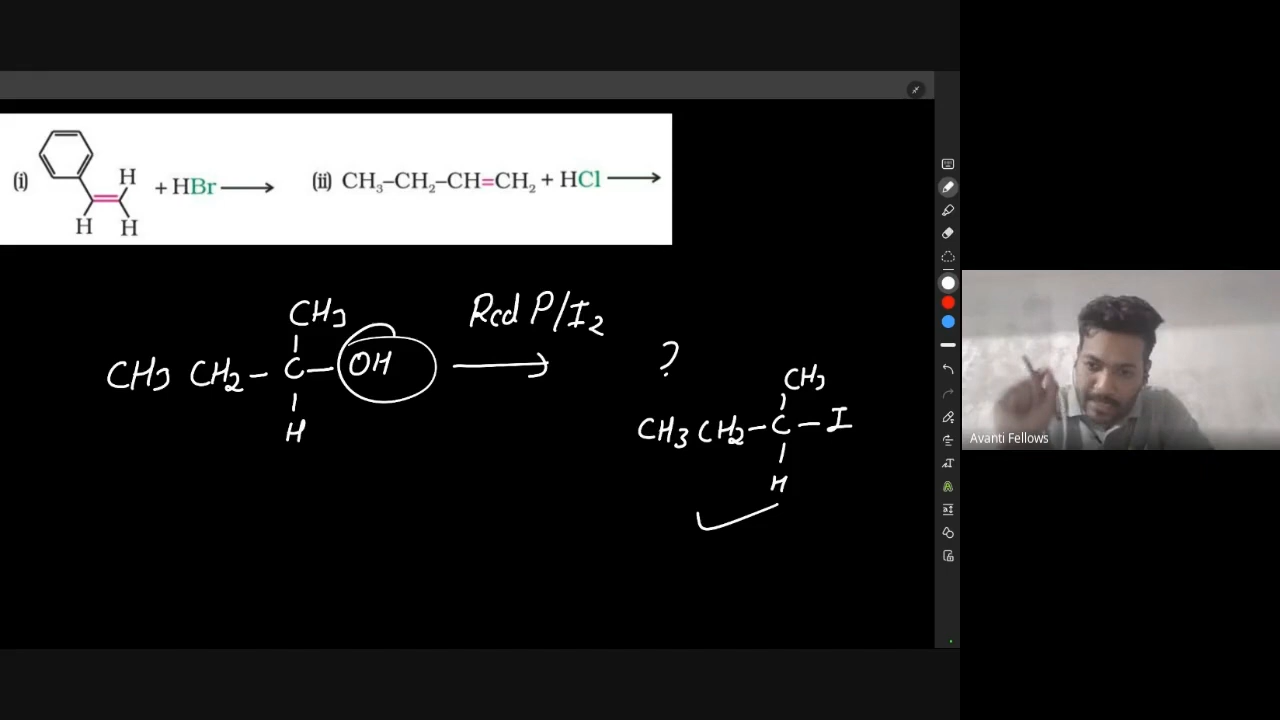 (i) H H H + HBr ⟶ (ii) CH₃–CH₂–CH=CH₂ + HCl ⟶
CH₃ Red P/I₂
CH₃ CH₂ – C – OH ⟶ ?
H
CH₃
CH₃ CH₂ – C – I
H
Avanti Fellows